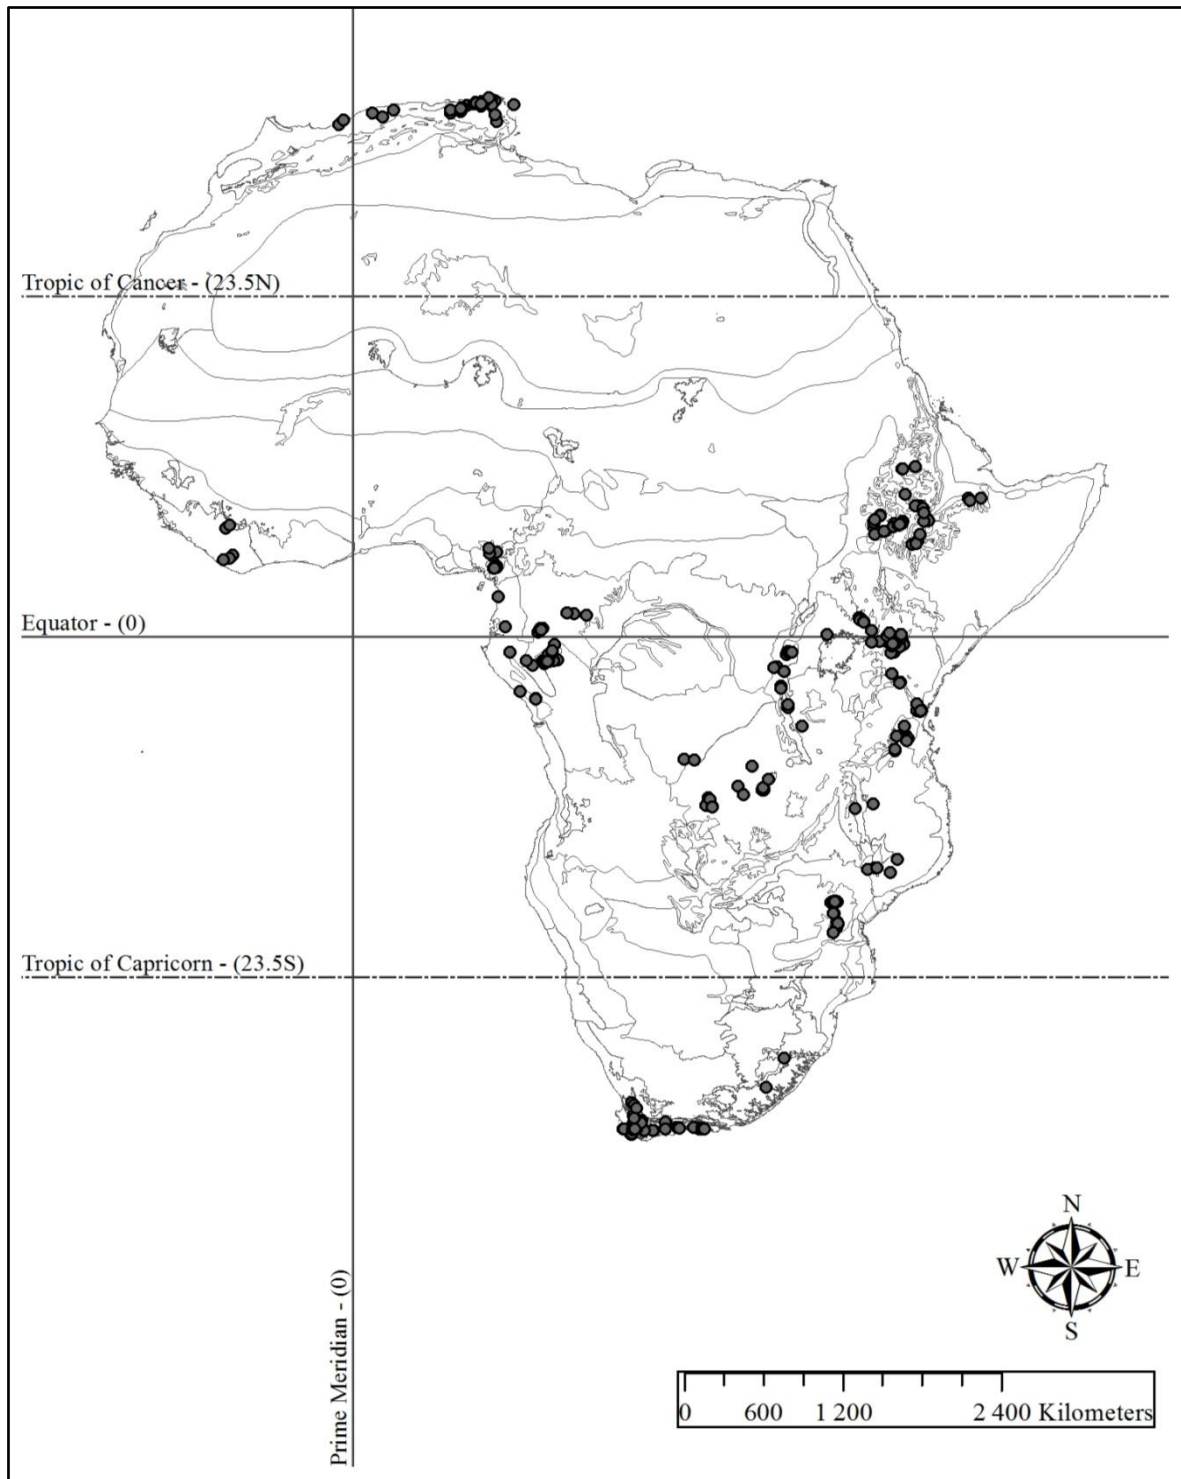 Tropic of Cancer - (23.5N)
Equator - (0)
Tropic of Capricorn - (23.5S)
Prime Meridian - (0)
N
W E
S
0 600 1 200 2 400 Kilometers